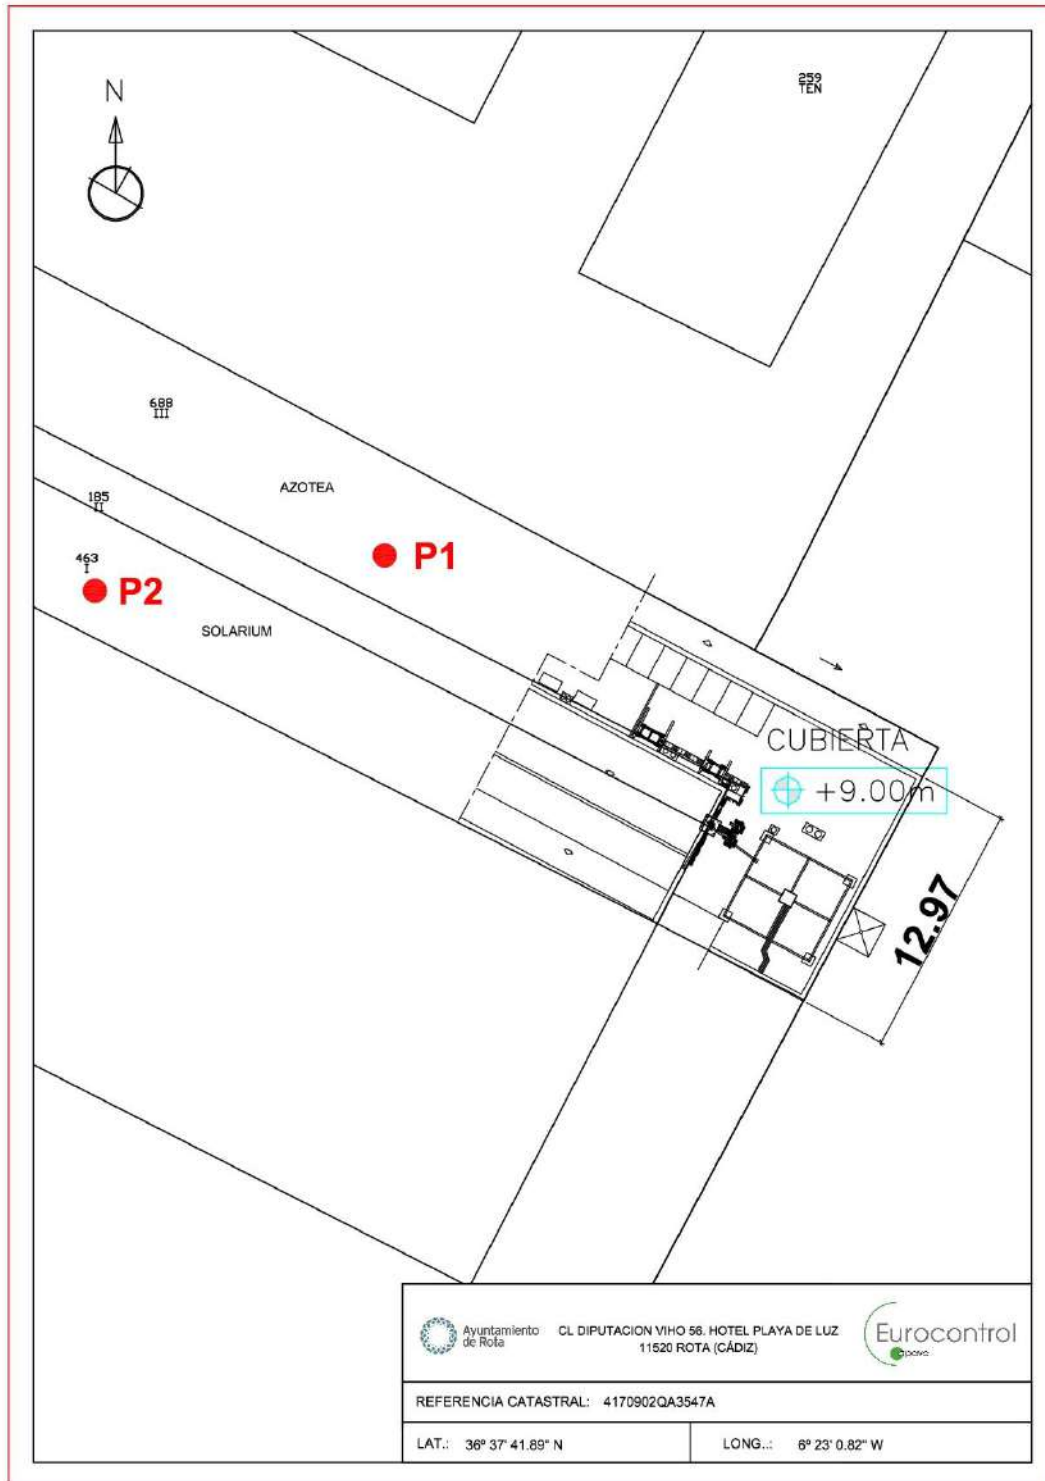 N
259
TEN
688
III
AZOTEA
185
II
P1
463
I
P2
SOLARIUM
CUBIERTA
+9.00m
12.97
Ayuntamiento
de Rota
CL DIPUTACION VIHO 56. HOTEL PLAYA DE LUZ
11520 ROTA (CÁDIZ)
Eurocontrol
apave
REFERENCIA CATASTRAL: 4170902QA3547A
LAT.: 36º 37' 41.89" N
LONG..: 6º 23' 0.82" W